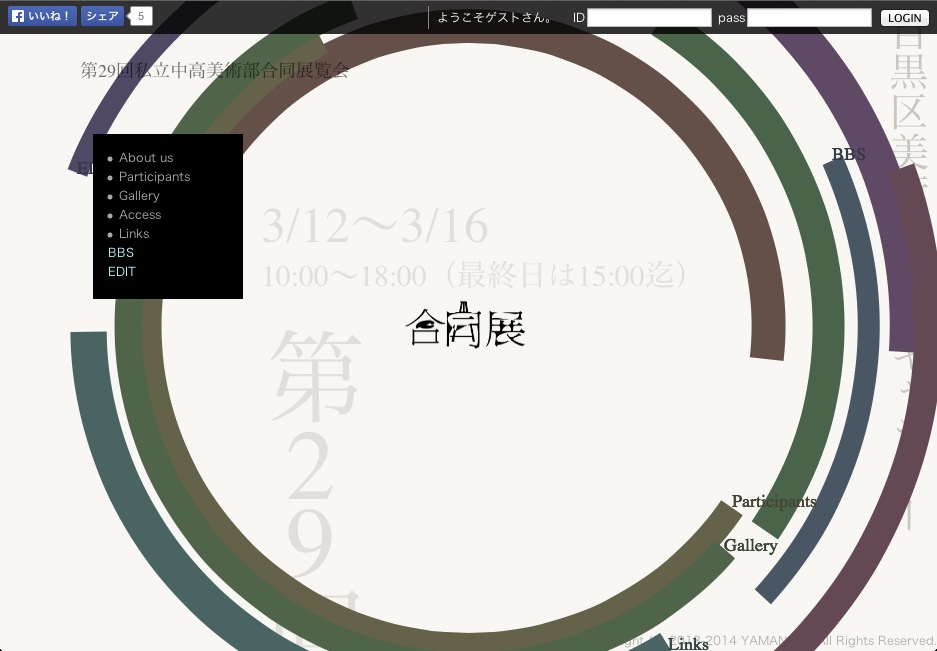 いいね！ シェア 5 ようこそゲストさん。 ID pass LOGIN
第29回私立中高美術部合同展覧会
目黒区美
BBS
About us
Participants
Gallery
Access
Links
BBS
EDIT
3/12〜3/16
10:00〜18:00（最終日は15:00迄）
合同展
第29回
Participants
Gallery
Links
2013-2014 YAMAN All Rights Reserved.